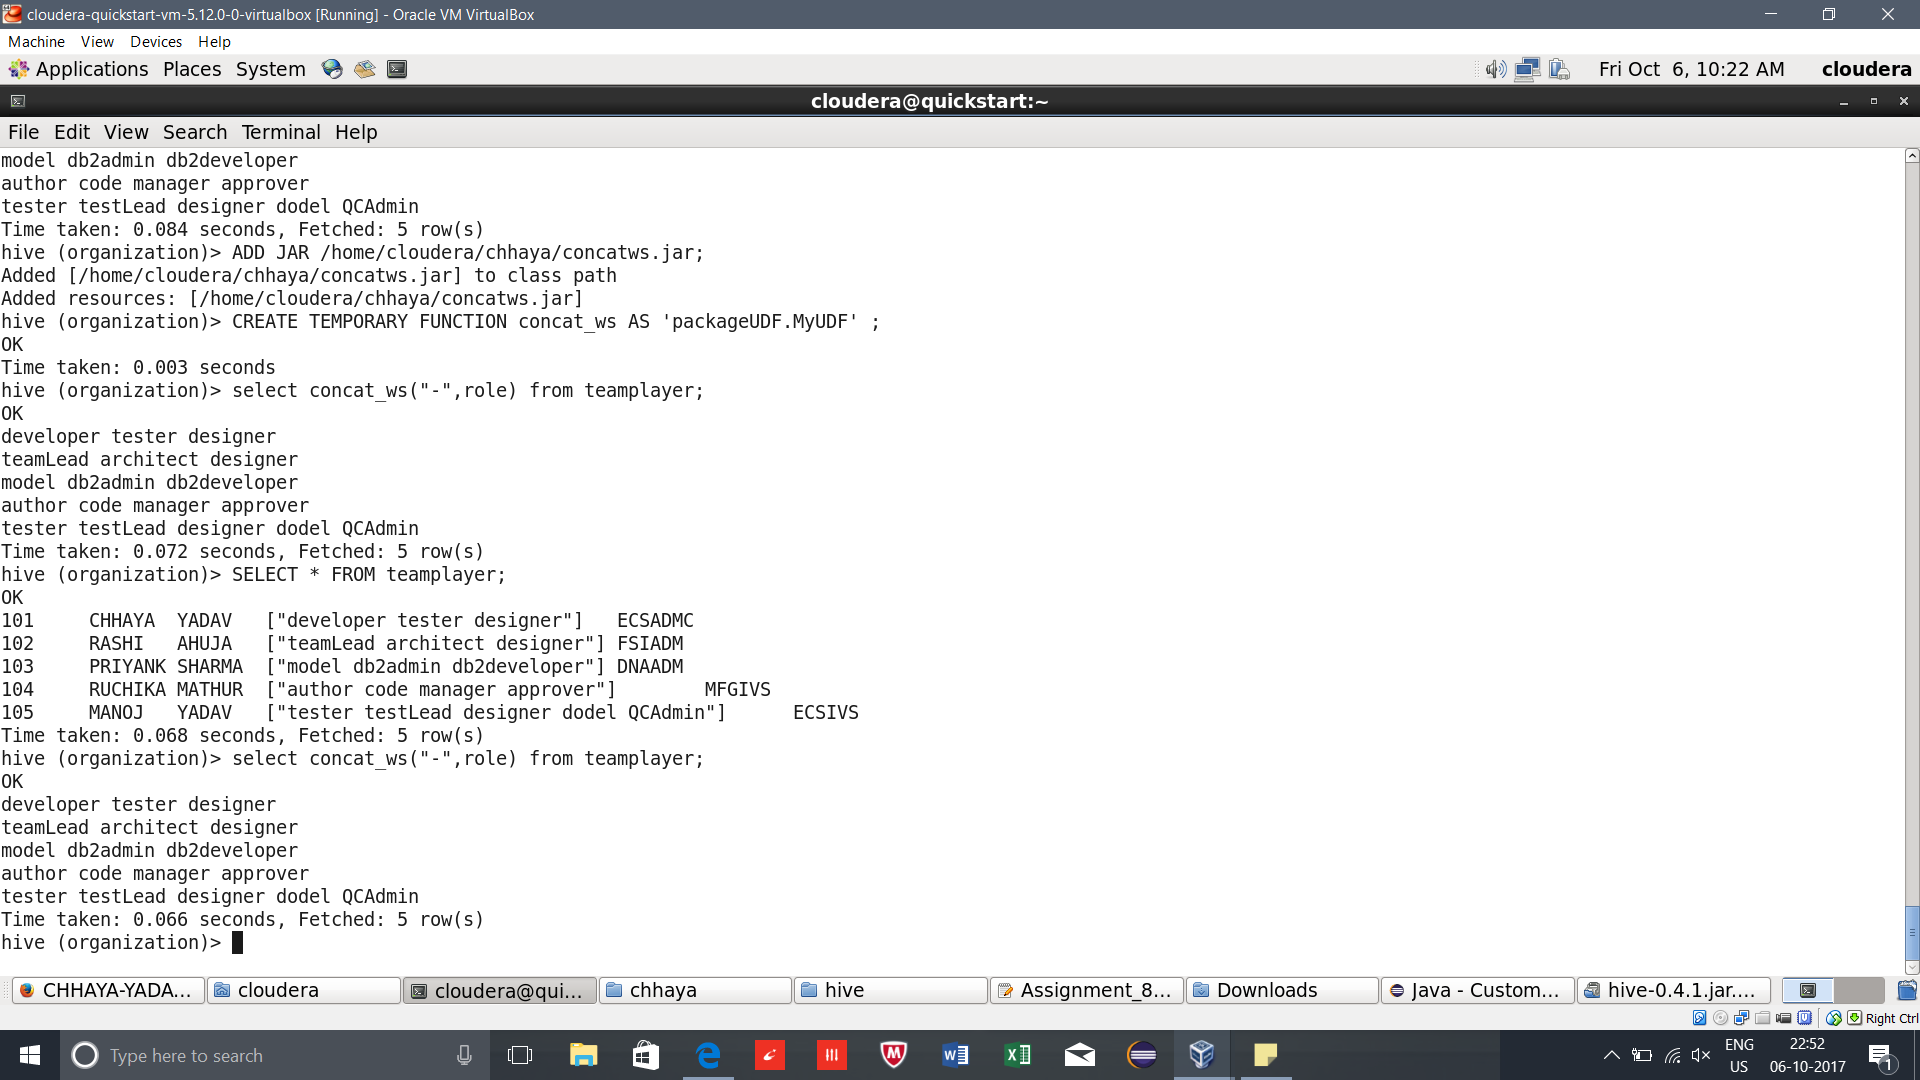 cloudera-quickstart-vm-5.12.0-0-virtualbox [Running] - Oracle VM VirtualBox
Machine View Devices Help
Applications Places System Fri Oct 6, 10:22 AM cloudera
cloudera@quickstart:~
File Edit View Search Terminal Help
model db2admin db2developer
author code manager approver
tester testLead designer dodel QCAdmin
Time taken: 0.084 seconds, Fetched: 5 row(s)
hive (organization)> ADD JAR /home/cloudera/chhaya/concatws.jar;
Added [/home/cloudera/chhaya/concatws.jar] to class path
Added resources: [/home/cloudera/chhaya/concatws.jar]
hive (organization)> CREATE TEMPORARY FUNCTION concat_ws AS 'packageUDF.MyUDF' ;
OK
Time taken: 0.003 seconds
hive (organization)> select concat_ws("-",role) from teamplayer;
OK
developer tester designer
teamLead architect designer
model db2admin db2developer
author code manager approver
tester testLead designer dodel QCAdmin
Time taken: 0.072 seconds, Fetched: 5 row(s)
hive (organization)> SELECT * FROM teamplayer;
OK
101 CHHAYA YADAV ["developer tester designer"] ECSADMC
102 RASHI AHUJA ["teamLead architect designer"] FSIADM
103 PRIYANK SHARMA ["model db2admin db2developer"] DNAADM
104 RUCHIKA MATHUR ["author code manager approver"] MFGIVS
105 MANOJ YADAV ["tester testLead designer dodel QCAdmin"] ECSIVS
Time taken: 0.068 seconds, Fetched: 5 row(s)
hive (organization)> select concat_ws("-",role) from teamplayer;
OK
developer tester designer
teamLead architect designer
model db2admin db2developer
author code manager approver
tester testLead designer dodel QCAdmin
Time taken: 0.066 seconds, Fetched: 5 row(s)
hive (organization)>
CHHAYA-YADA... cloudera cloudera@qui... chhaya hive Assignment_8... Downloads Java - Custom... hive-0.4.1.jar....
Right Ctrl
Type here to search ENG 22:52
US 06-10-2017 1